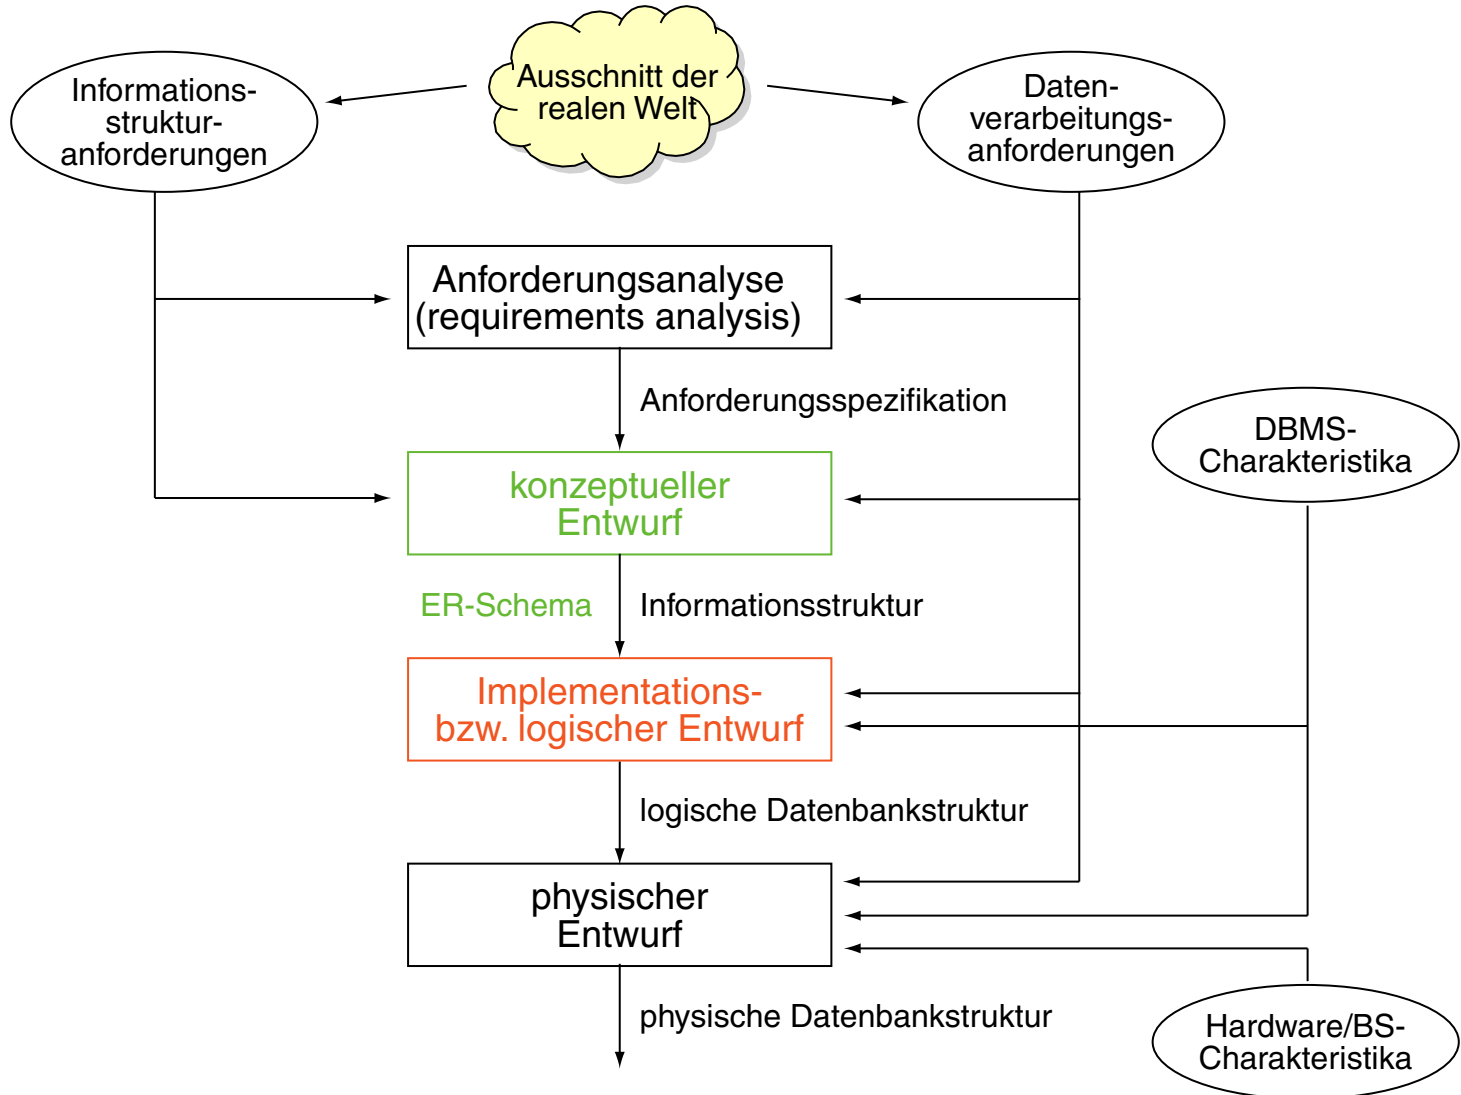 Informations-
struktur-
anforderungen
Ausschnitt der
realen Welt
Daten-
verarbeitungs-
anforderungen
Anforderungsanalyse
(requirements analysis)
Anforderungsspezifikation
DBMS-
Charakteristika
konzeptueller
Entwurf
ER-Schema
Informationsstruktur
Implementations-
bzw. logischer Entwurf
logische Datenbankstruktur
physischer
Entwurf
physische Datenbankstruktur
Hardware/BS-
Charakteristika